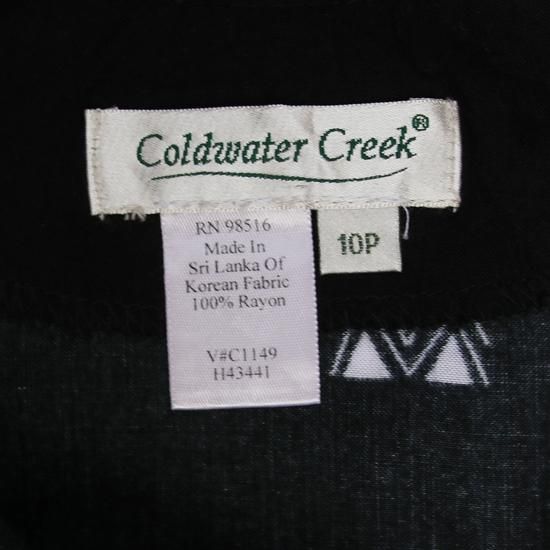 Coldwater Creek®
10P
RN 98516
Made In
Sri Lanka Of
Korean Fabric
100% Rayon
V#C1149
H43441